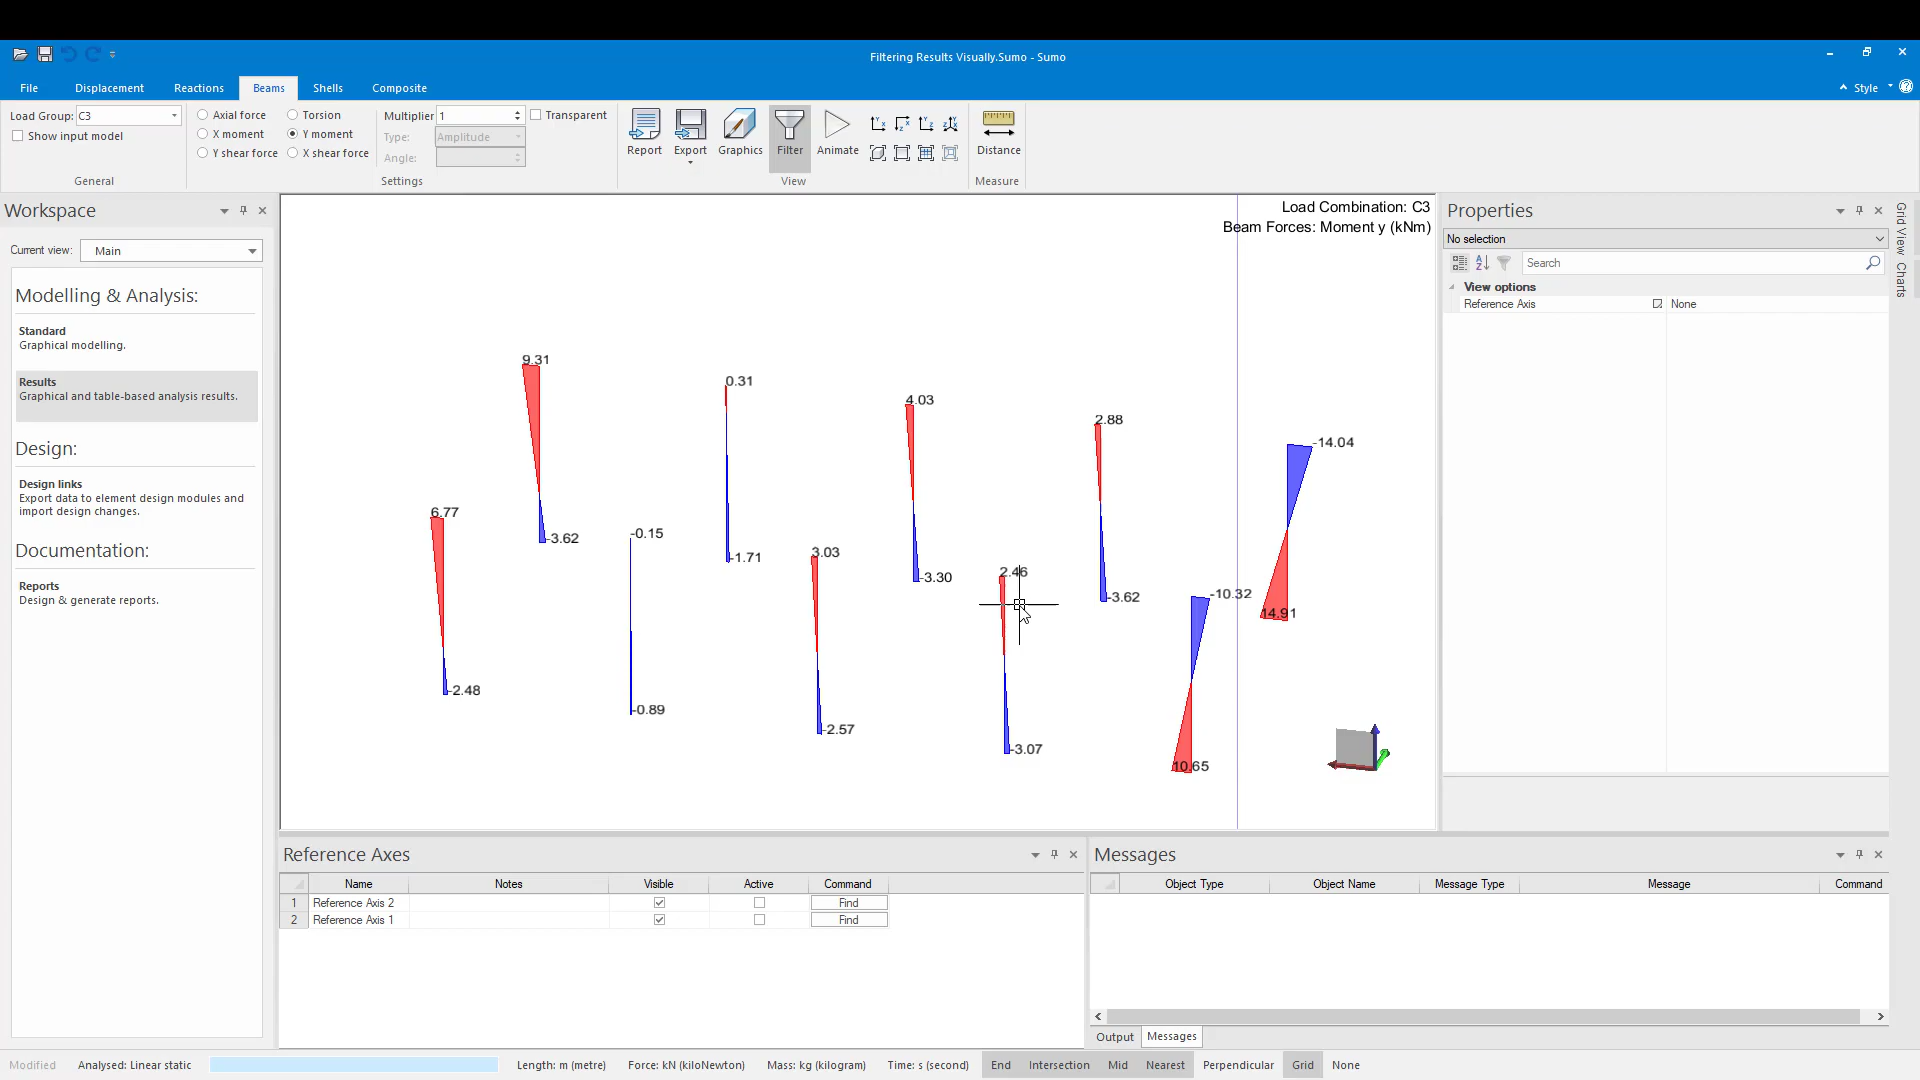 Filtering Results Visually.Sumo - Sumo
File
Displacement
Reactions
Beams
Shells
Composite
Style
Load Group: C3
Show input model
General
Axial force
Torsion
X moment
Y moment
Y shear force
X shear force
Multiplier 1
Transparent
Type: Amplitude
Angle:
Settings
Report
Export
Graphics
Filter
Animate
View
Distance
Measure
Workspace
Current view: Main
Modelling & Analysis:
Standard
Graphical modelling.
Results
Graphical and table-based analysis results.
Design:
Design links
Export data to element design modules and
import design changes.
Documentation:
Reports
Design & generate reports.
Load Combination: C3
Beam Forces: Moment y (kNm)
9.31
0.31
4.03
2.88
-14.04
6.77
-3.62
-0.15
-1.71
3.03
-3.30
2.46
-3.62
-10.32
14.91
-2.48
-0.89
-2.57
-3.07
10.65
Properties
No selection
Search
View options
Reference Axis None
Grid View
Charts
Reference Axes
Name Notes Visible Active Command
1 Reference Axis 2 Find
2 Reference Axis 1 Find
Messages
Object Type Object Name Message Type Message Command
Output Messages
Modified Analysed: Linear static Length: m (metre) Force: kN (kiloNewton) Mass: kg (kilogram) Time: s (second) End Intersection Mid Nearest Perpendicular Grid None